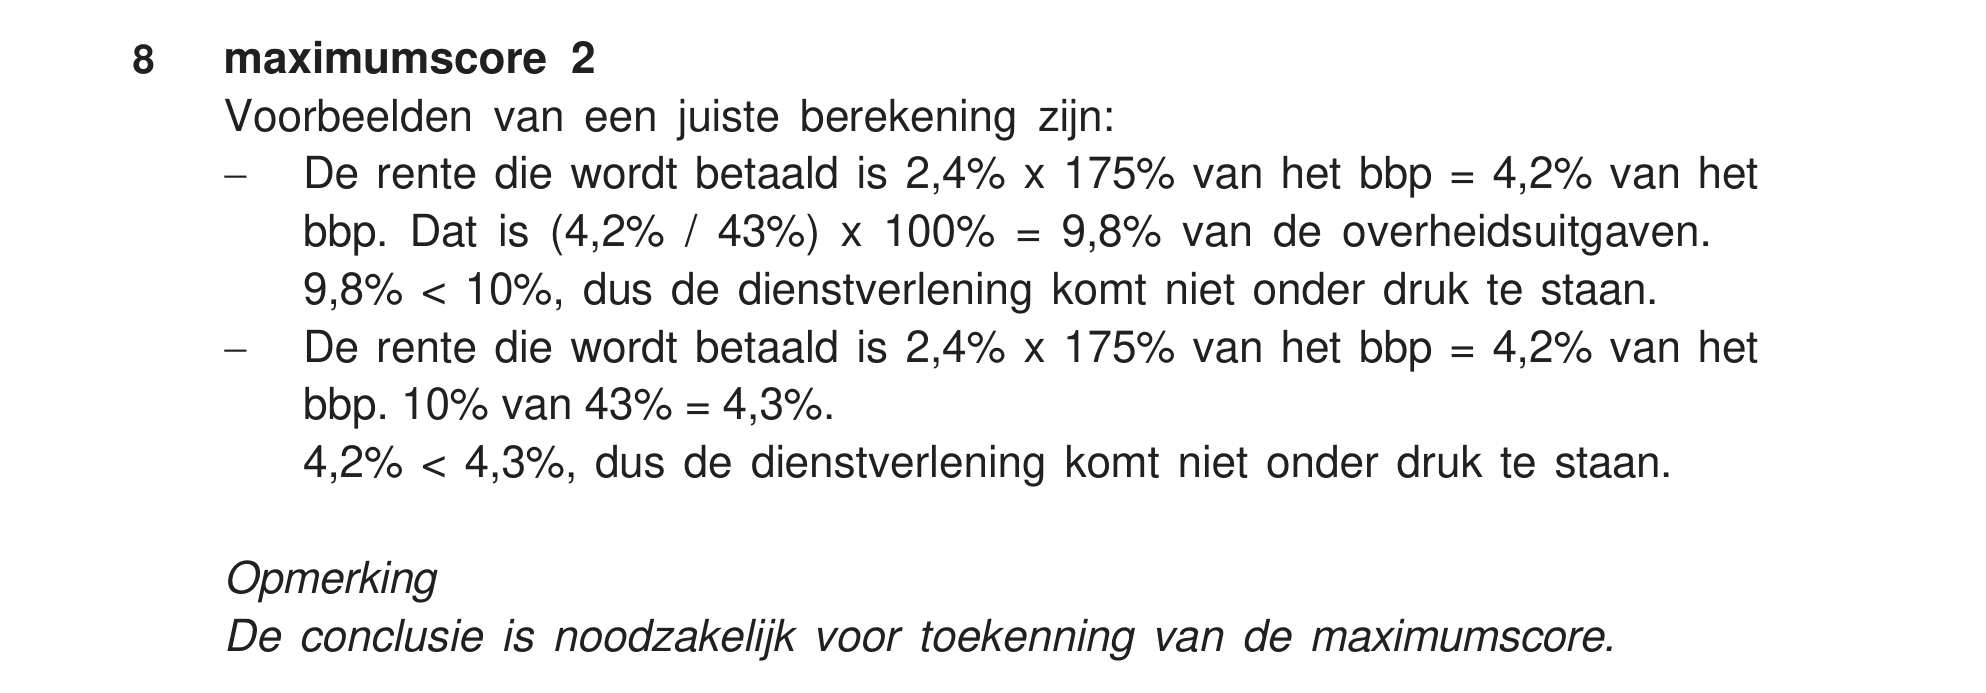 8 maximumscore 2
Voorbeelden van een juiste berekening zijn:
– De rente die wordt betaald is 2,4% x 175% van het bbp = 4,2% van het
bbp. Dat is (4,2% / 43%) x 100% = 9,8% van de overheidsuitgaven.
9,8% < 10%, dus de dienstverlening komt niet onder druk te staan.
– De rente die wordt betaald is 2,4% x 175% van het bbp = 4,2% van het
bbp. 10% van 43% = 4,3%.
4,2% < 4,3%, dus de dienstverlening komt niet onder druk te staan.
Opmerking
De conclusie is noodzakelijk voor toekenning van de maximumscore.